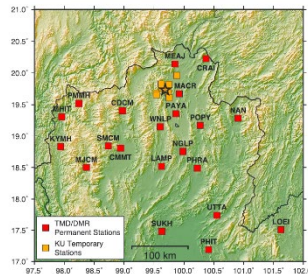 21.0°
20.5°
20.0°
19.5°
19.0°
18.5°
18.0°
17.5°
17.0°
MEAJ
CRAI
PMMH
MACR
MHIT
CDCM
PAYA
WNLP
POPY
NAN
KYMH
SMCM
CMMT
NGLP
MJCM
LAMP
PHRA
UTTA
SUKH
LOEI
PHIT
TMD/DMR
Permanent Stations
KU Temporary
Stations
100 km
97.5° 98.0° 98.5° 99.0° 99.5° 100.0° 100.5° 101.0° 101.5°